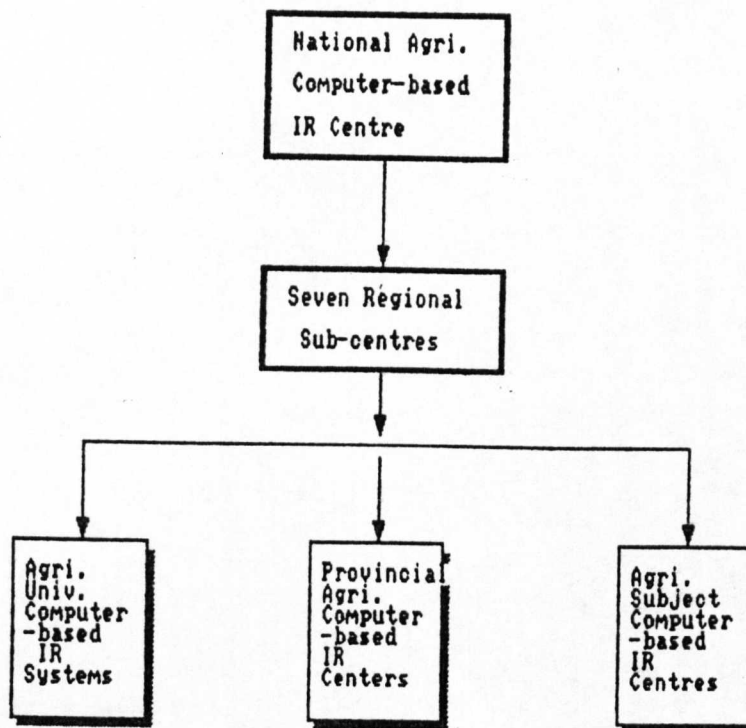 National Agri.
Computer-based
IR Centre
Seven Regional
Sub-centres
Agri.
Univ.
Computer
-based
IR
Systems
Provincial
Agri.
Computer
-based
IR
Centers
Agri.
Subject
Computer
-based
IR
Centres